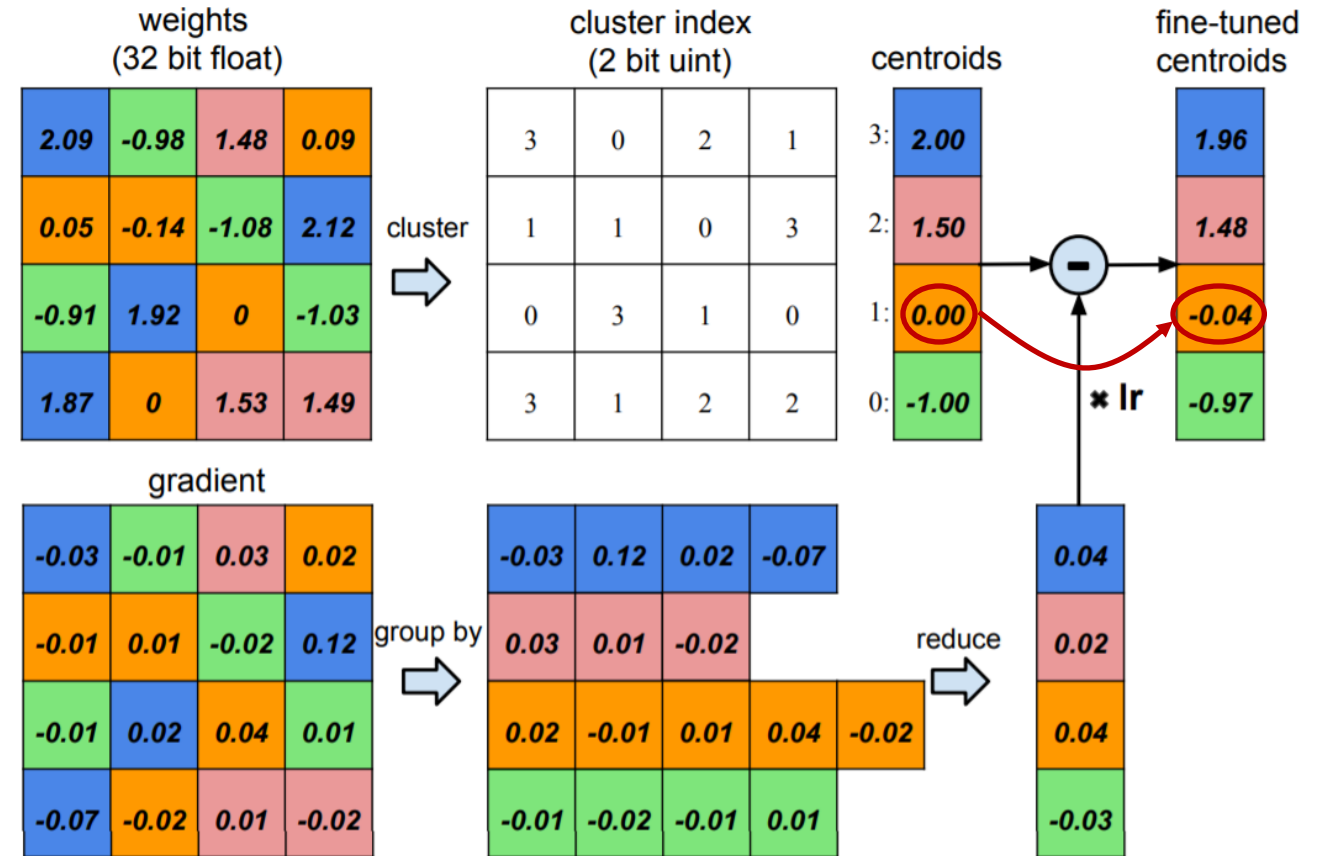 weights
(32 bit float)
cluster index
(2 bit uint)
centroids
fine-tuned
centroids
2.09 -0.98 1.48 0.09
3 0 2 1
3: 2.00
1.96
0.05 -0.14 -1.08 2.12
cluster
1 1 0 3
2: 1.50
1.48
-
-0.91 1.92 0 -1.03
0 3 1 0
1: 0.00
-0.04
1.87 0 1.53 1.49
3 1 2 2
0: -1.00
× lr
-0.97
gradient
-0.03 -0.01 0.03 0.02
-0.03 0.12 0.02 -0.07
0.04
-0.01 0.01 -0.02 0.12
group by
0.03 0.01 -0.02
reduce
0.02
-0.01 0.02 0.04 0.01
0.02 -0.01 0.01 0.04 -0.02
0.04
-0.07 -0.02 0.01 -0.02
-0.01 -0.02 -0.01 0.01
-0.03